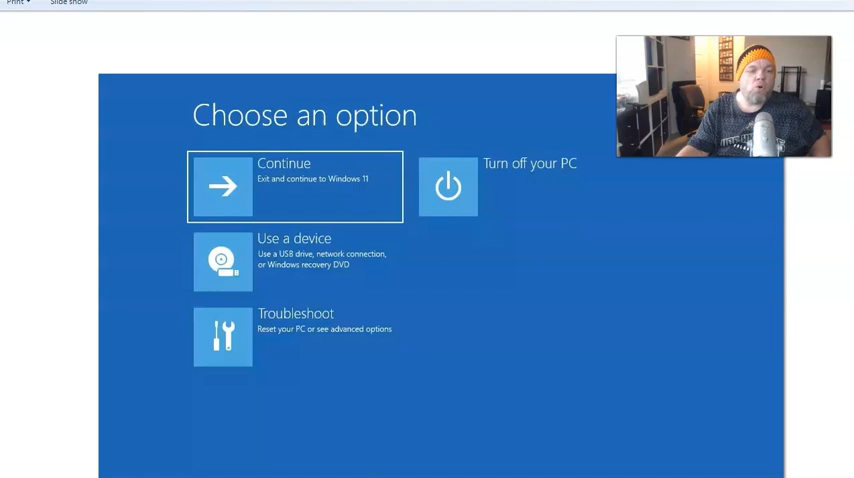 Print
Slide show
Choose an option
Continue
Exit and continue to Windows 11
Turn off your PC
Use a device
Use a USB drive, network connection,
or Windows recovery DVD
Troubleshoot
Reset your PC or see advanced options